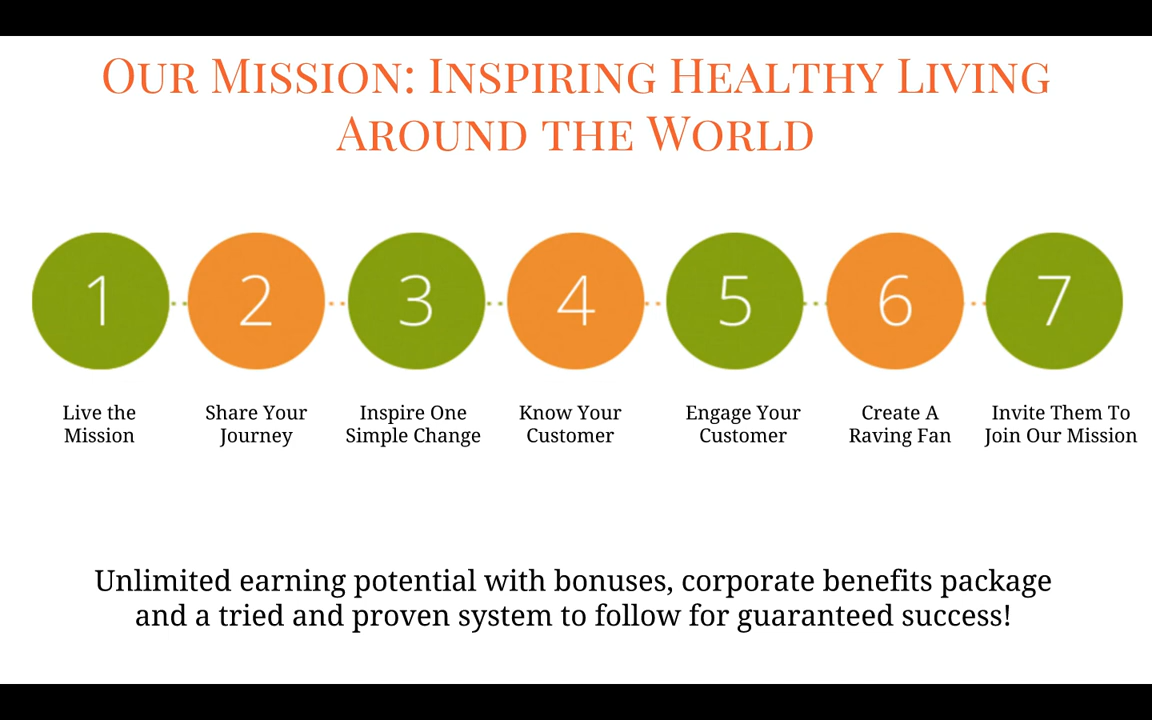 Our Mission: Inspiring Healthy Living
Around the World
1 2 3 4 5 6 7
Live the
Mission
Share Your
Journey
Inspire One
Simple Change
Know Your
Customer
Engage Your
Customer
Create A
Raving Fan
Invite Them To
Join Our Mission
Unlimited earning potential with bonuses, corporate benefits package
and a tried and proven system to follow for guaranteed success!